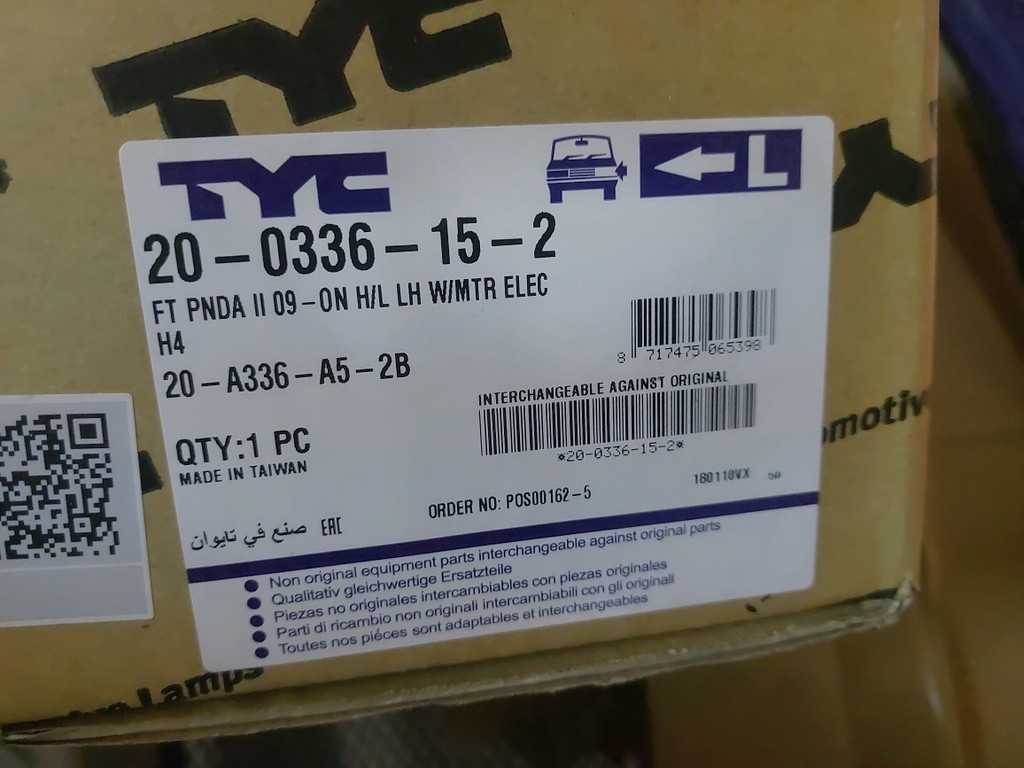 TYC
TYC
L
20-0336-15-2
FT PNDA II 09-ON H/L LH W/MTR ELEC
H4
20-A336-A5-2B
8 717475 065398
INTERCHANGEABLE AGAINST ORIGINAL
*20-0336-15-2*
QTY:1 PC
MADE IN TAIWAN
180110VX
ORDER NO: POS00162-5
صنع في تايوان EAC
Non original equipment parts interchangeable against original parts
Qualitativ gleichwertige Ersatzteile
Piezas no originales intercambiables con piezas originales
Parti di ricambio non originali intercambiabili con gli originali
Toutes nos piéces sont adaptables et interchangeables
omotiv
Lamps